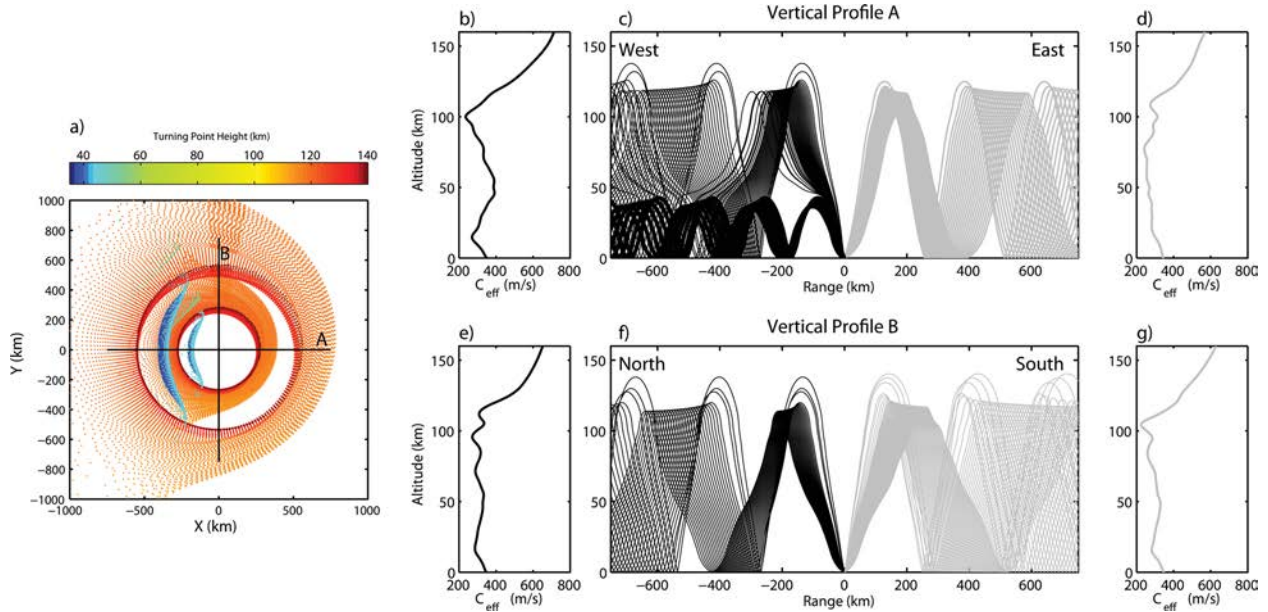 a)
Turning Point Height (km)
40 60 80 100 120 140
1000
800
600
400
200
0
-200
-400
-600
-800
-1000
-1000 -500 0 500 1000
X (km)
Y (km)
B
A
Vertical Profile A
b)
150
100
50
0
Altitude (km)
200 400 600 800
C eff (m/s)
c)
West East
150
100
50
0
-600 -400 -200 0 200 400 600
Range (km)
d)
150
100
50
0
200 400 600 800
C eff (m/s)
Vertical Profile B
e)
150
100
50
0
Altitude (km)
200 400 600 800
C eff (m/s)
f)
North South
150
100
50
0
-600 -400 -200 0 200 400 600
Range (km)
g)
150
100
50
0
200 400 600 800
C eff (m/s)